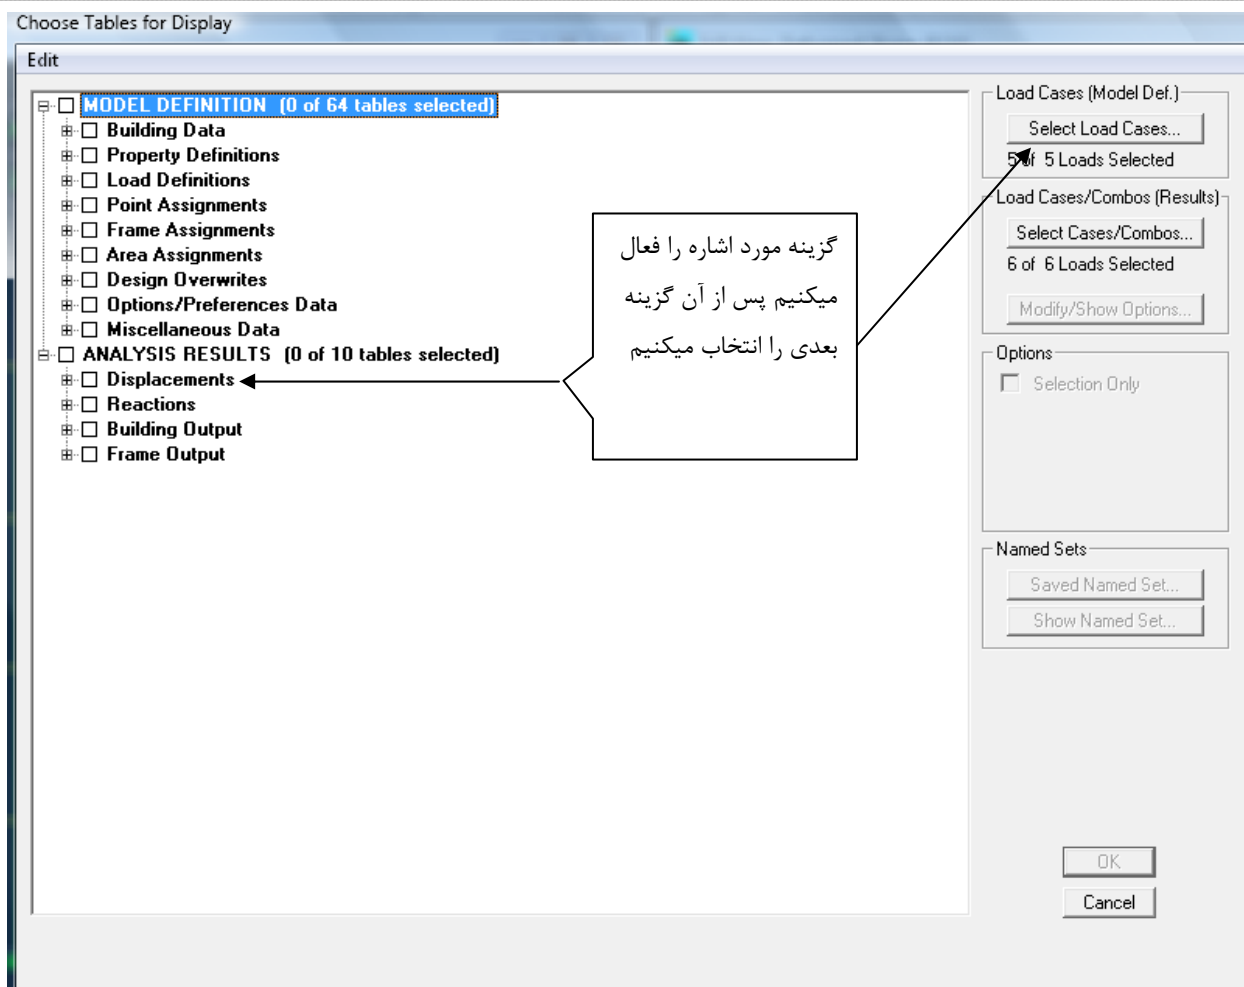 Choose Tables for Display
Edit
MODEL DEFINITION (0 of 64 tables selected)
Building Data
Property Definitions
Load Definitions
Point Assignments
Frame Assignments
Area Assignments
Design Overwrites
Options/Preferences Data
Miscellaneous Data
ANALYSIS RESULTS (0 of 10 tables selected)
Displacements
Reactions
Building Output
Frame Output
گزینه مورد اشاره را فعال
میکنیم پس از آن گزینه
بعدی را انتخاب میکنیم
Load Cases (Model Def.)
Select Load Cases...
5 of 5 Loads Selected
Load Cases/Combos (Results)
Select Cases/Combos...
6 of 6 Loads Selected
Modify/Show Options...
Options
Selection Only
Named Sets
Saved Named Set...
Show Named Set...
OK
Cancel